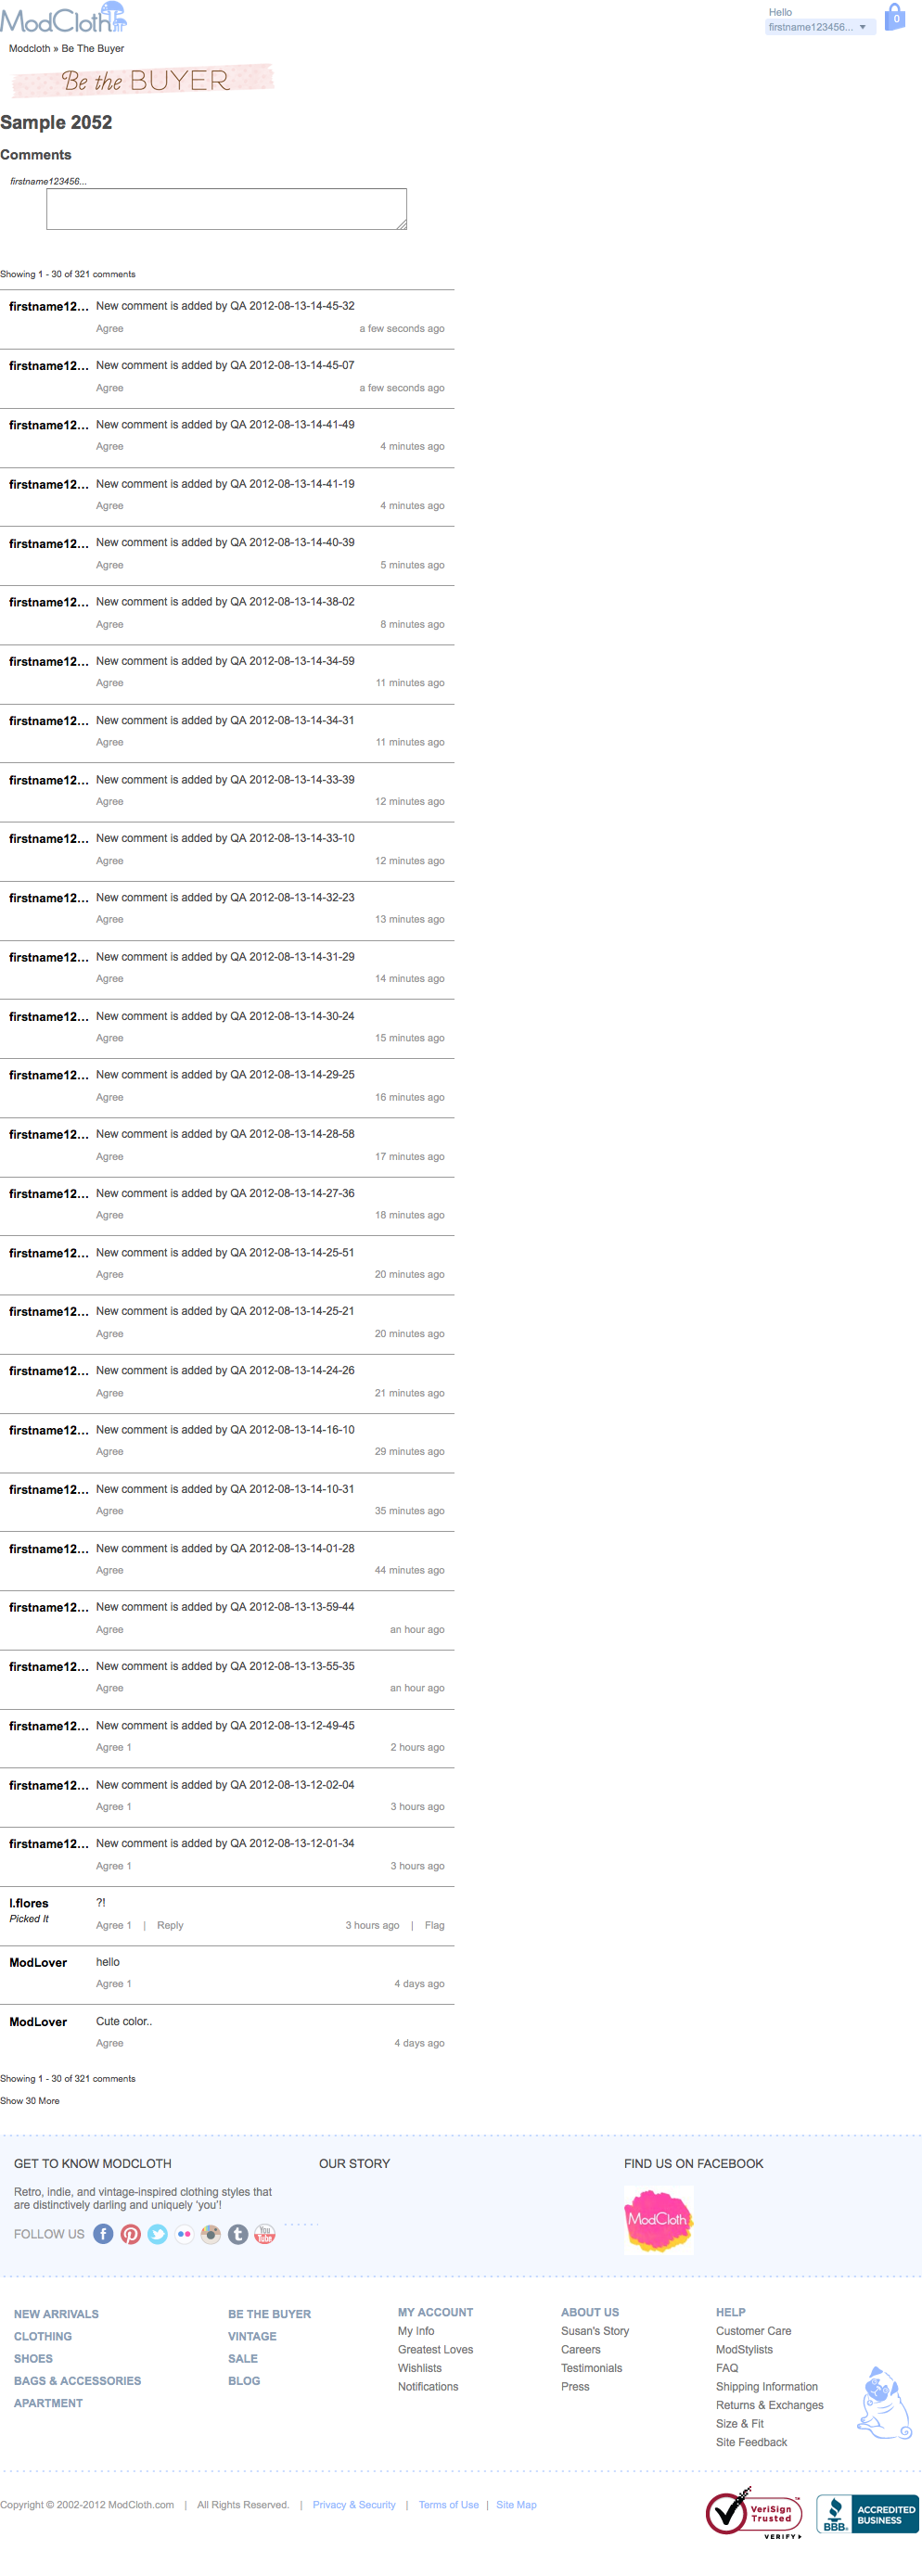 ModCloth
Hello
firstname123456...
0
Modcloth » Be The Buyer
Be the BUYER
Sample 2052
Comments
firstname123456...
Showing 1 - 30 of 321 comments
firstname12... New comment is added by QA 2012-08-13-14-45-32
Agree a few seconds ago
firstname12... New comment is added by QA 2012-08-13-14-45-07
Agree a few seconds ago
firstname12... New comment is added by QA 2012-08-13-14-41-49
Agree 4 minutes ago
firstname12... New comment is added by QA 2012-08-13-14-41-19
Agree 4 minutes ago
firstname12... New comment is added by QA 2012-08-13-14-40-39
Agree 5 minutes ago
firstname12... New comment is added by QA 2012-08-13-14-38-02
Agree 8 minutes ago
firstname12... New comment is added by QA 2012-08-13-14-34-59
Agree 11 minutes ago
firstname12... New comment is added by QA 2012-08-13-14-34-31
Agree 11 minutes ago
firstname12... New comment is added by QA 2012-08-13-14-33-39
Agree 12 minutes ago
firstname12... New comment is added by QA 2012-08-13-14-33-10
Agree 12 minutes ago
firstname12... New comment is added by QA 2012-08-13-14-32-23
Agree 13 minutes ago
firstname12... New comment is added by QA 2012-08-13-14-31-29
Agree 14 minutes ago
firstname12... New comment is added by QA 2012-08-13-14-30-24
Agree 15 minutes ago
firstname12... New comment is added by QA 2012-08-13-14-29-25
Agree 16 minutes ago
firstname12... New comment is added by QA 2012-08-13-14-28-58
Agree 17 minutes ago
firstname12... New comment is added by QA 2012-08-13-14-27-36
Agree 18 minutes ago
firstname12... New comment is added by QA 2012-08-13-14-25-51
Agree 20 minutes ago
firstname12... New comment is added by QA 2012-08-13-14-25-21
Agree 20 minutes ago
firstname12... New comment is added by QA 2012-08-13-14-24-26
Agree 21 minutes ago
firstname12... New comment is added by QA 2012-08-13-14-16-10
Agree 29 minutes ago
firstname12... New comment is added by QA 2012-08-13-14-10-31
Agree 35 minutes ago
firstname12... New comment is added by QA 2012-08-13-14-01-28
Agree 44 minutes ago
firstname12... New comment is added by QA 2012-08-13-13-59-44
Agree an hour ago
firstname12... New comment is added by QA 2012-08-13-13-55-35
Agree an hour ago
firstname12... New comment is added by QA 2012-08-13-12-49-45
Agree 1 2 hours ago
firstname12... New comment is added by QA 2012-08-13-12-02-04
Agree 1 3 hours ago
firstname12... New comment is added by QA 2012-08-13-12-01-34
Agree 1 3 hours ago
l.flores ?!
Picked It
Agree 1 | Reply 3 hours ago | Flag
ModLover hello
Agree 1 4 days ago
ModLover Cute color..
Agree 4 days ago
Showing 1 - 30 of 321 comments
Show 30 More
GET TO KNOW MODCLOTH
Retro, indie, and vintage-inspired clothing styles that
are distinctively darling and uniquely 'you'!
FOLLOW US
You Tube
OUR STORY
FIND US ON FACEBOOK
ModCloth
NEW ARRIVALS
CLOTHING
SHOES
BAGS & ACCESSORIES
APARTMENT
BE THE BUYER
VINTAGE
SALE
BLOG
MY ACCOUNT
My Info
Greatest Loves
Wishlists
Notifications
ABOUT US
Susan's Story
Careers
Testimonials
Press
HELP
Customer Care
ModStylists
FAQ
Shipping Information
Returns & Exchanges
Size & Fit
Site Feedback
Copyright © 2002-2012 ModCloth.com | All Rights Reserved. | Privacy & Security | Terms of Use | Site Map
VeriSign
Trusted
VERIFY
BBB.
ACCREDITED
BUSINESS